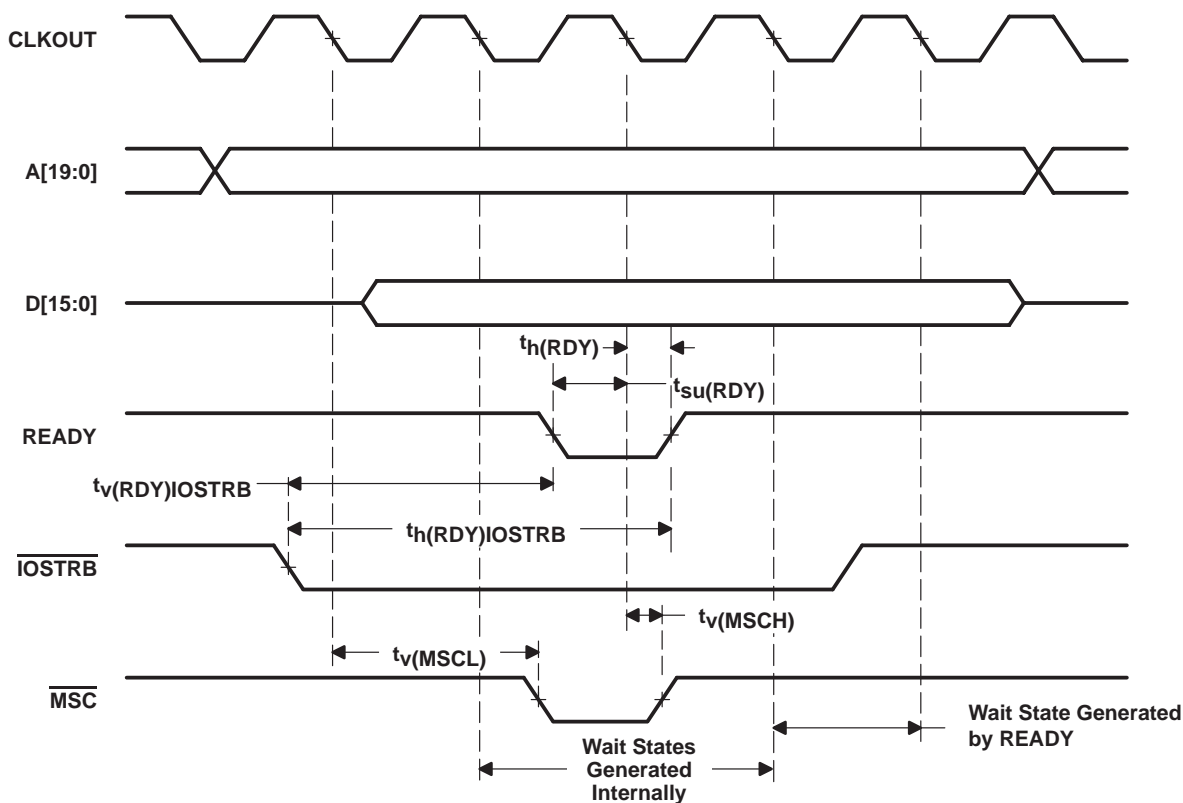 CLKOUT
A[19:0]
D[15:0]
th(RDY)
tsu(RDY)
READY
tv(RDY)IOSTRB
th(RDY)IOSTRB
IOSTRB
tv(MSCH)
tv(MSCL)
MSC
Wait State Generated
by READY
Wait States
Generated
Internally